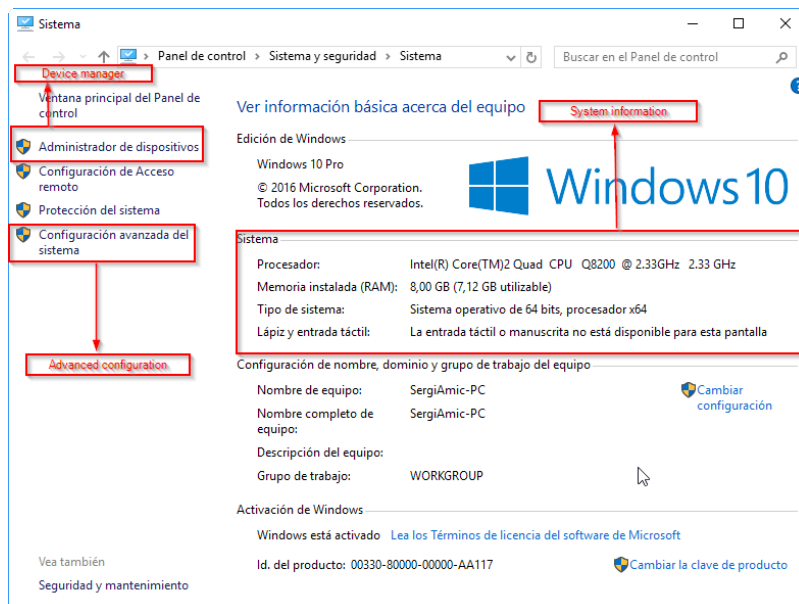 Sistema
Panel de control > Sistema y seguridad > Sistema
Buscar en el Panel de control
Device manager
Ventana principal del Panel de
control
Administrador de dispositivos
Configuración de Acceso
remoto
Protección del sistema
Configuración avanzada del
sistema
Advanced configuration
Vea también
Seguridad y mantenimiento
Ver información básica acerca del equipo
System information
Edición de Windows
Windows 10 Pro
© 2016 Microsoft Corporation.
Todos los derechos reservados.
Windows 10
Sistema
Procesador: Intel(R) Core(TM)2 Quad CPU Q8200 @ 2.33GHz 2.33 GHz
Memoria instalada (RAM): 8,00 GB (7,12 GB utilizable)
Tipo de sistema: Sistema operativo de 64 bits, procesador x64
Lápiz y entrada táctil: La entrada táctil o manuscrita no está disponible para esta pantalla
Configuración de nombre, dominio y grupo de trabajo del equipo
Nombre de equipo: SergiAmic-PC
Cambiar
configuración
Nombre completo de
equipo: SergiAmic-PC
Descripción del equipo:
Grupo de trabajo: WORKGROUP
Activación de Windows
Windows está activado Lea los Términos de licencia del software de Microsoft
Id. del producto: 00330-80000-00000-AA117
Cambiar la clave de producto